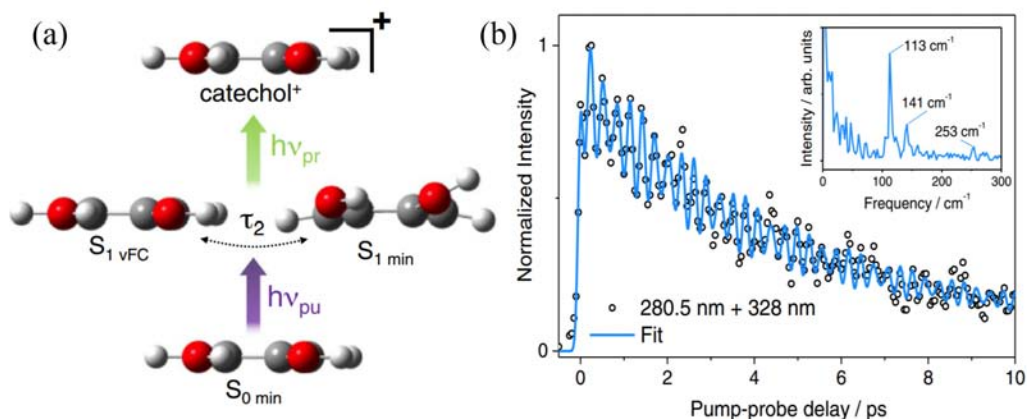 (a)
+
catechol⁺
hνpr
S1 vFC
τ2
S1 min
hνpu
S0 min
(b)
Normalized Intensity
1
0
0 2 4 6 8 10
Pump-probe delay / ps
280.5 nm + 328 nm
Fit
Intensity / arb. units
113 cm⁻¹
141 cm⁻¹
253 cm⁻¹
0 100 200 300
Frequency / cm⁻¹